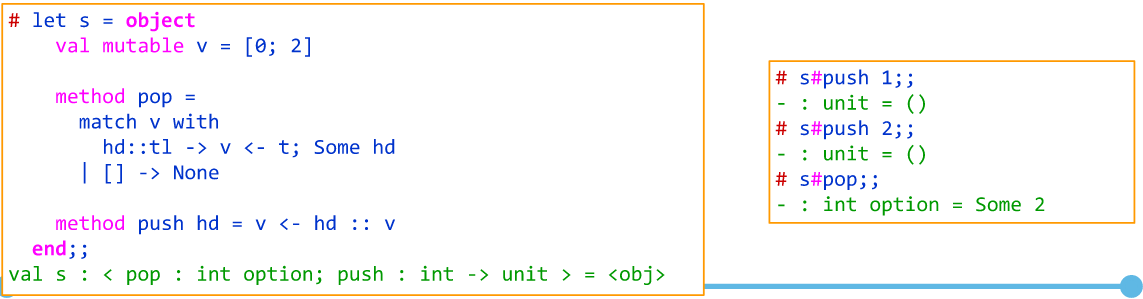 # let s = object
    val mutable v = [0; 2]
    method pop =
      match v with
        hd::tl -> v <- t; Some hd
      | [] -> None
    method push hd = v <- hd :: v
  end;;
val s : < pop : int option; push : int -> unit > = <obj>
# s#push 1;;
- : unit = ()
# s#push 2;;
- : unit = ()
# s#pop;;
- : int option = Some 2